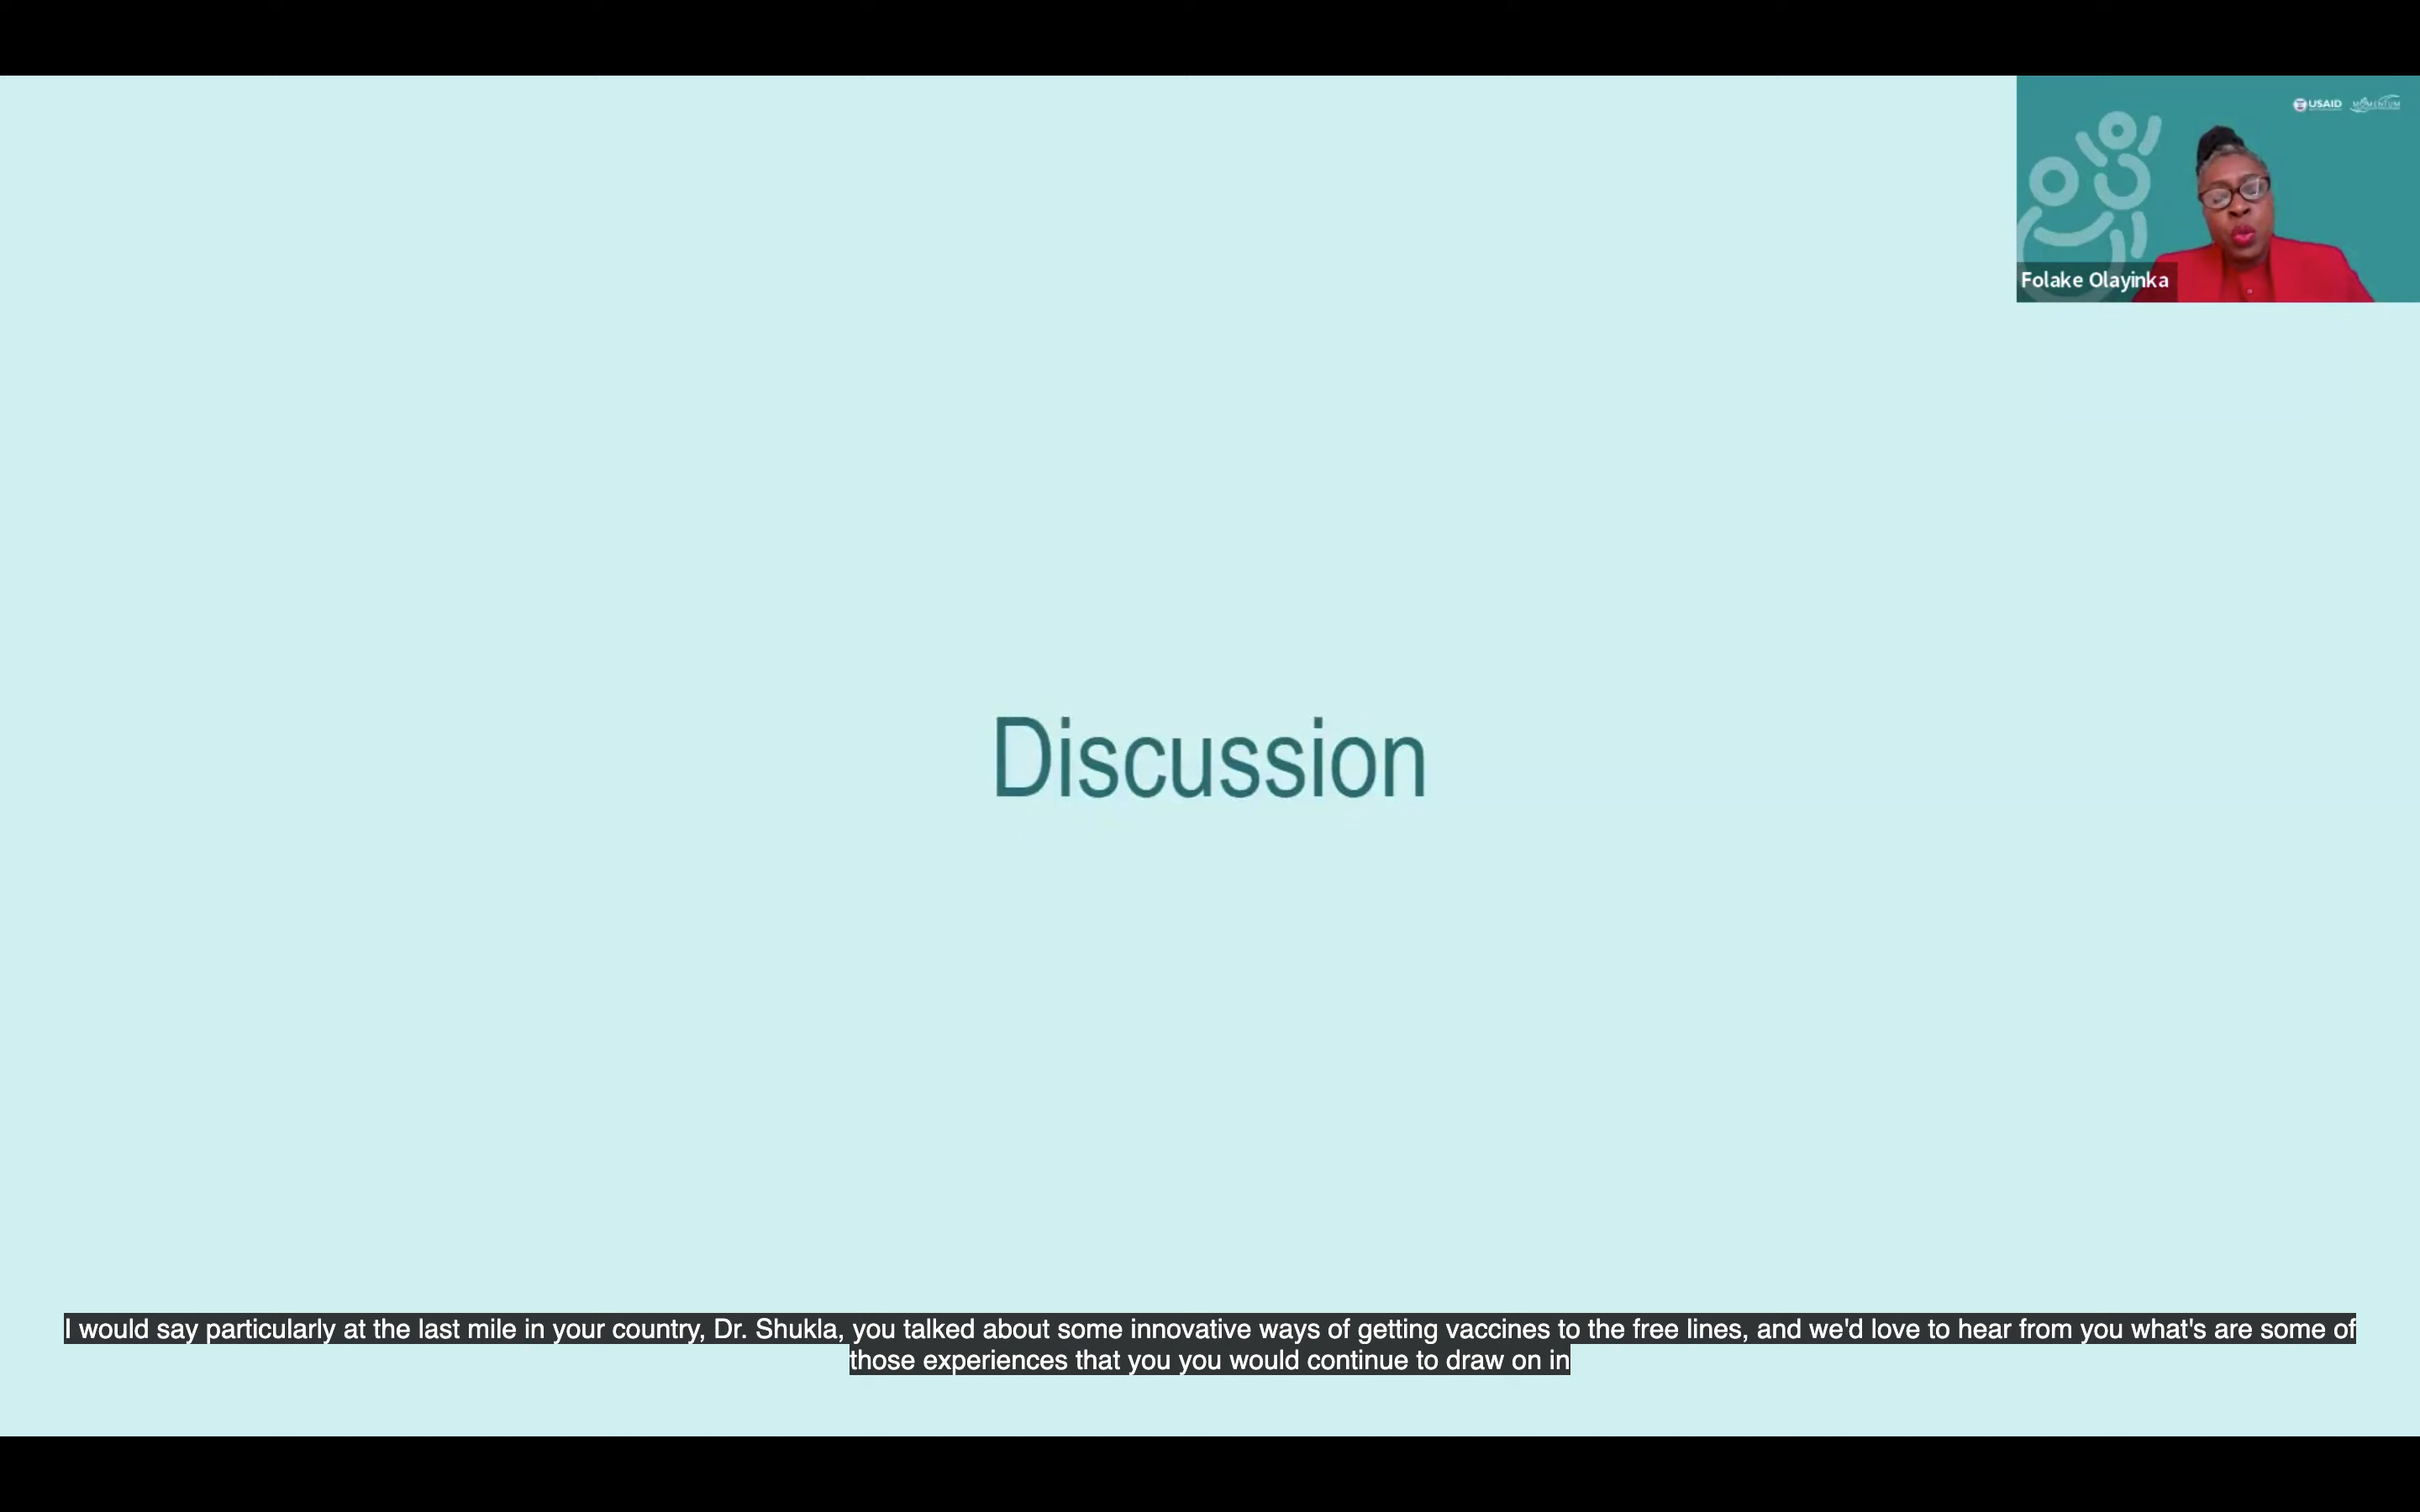 USAID MOMENTUM
Folake Olayinka
Discussion
I would say particularly at the last mile in your country, Dr. Shukla, you talked about some innovative ways of getting vaccines to the free lines, and we'd love to hear from you what's are some of
those experiences that you you would continue to draw on in